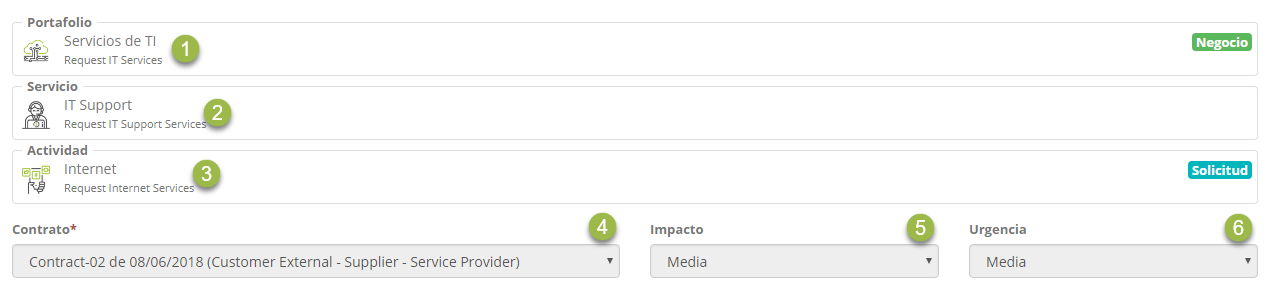 Portafolio
Servicios de TI
Request IT Services
1
Negocio
Servicio
IT Support
Request IT Support Services
2
Actividad
Internet
Request Internet Services
3
Solicitud
Contrato*
4
Impacto
5
Urgencia
6
Contract-02 de 08/06/2018 (Customer External - Supplier - Service Provider)
Media
Media